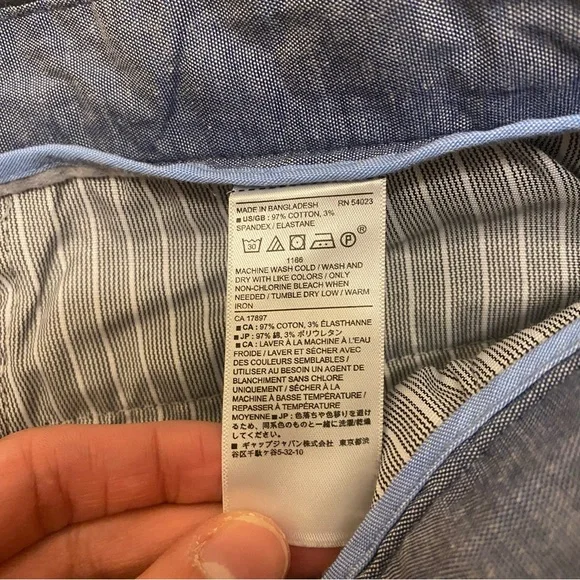 MADE IN BANGLADESH RN 54023
■ US/GB : 97% COTTON, 3%
SPANDEX / ELASTANE
30 P ®
1166
MACHINE WASH COLD / WASH AND
DRY WITH LIKE COLORS / ONLY
NON-CHLORINE BLEACH WHEN
NEEDED / TUMBLE DRY LOW / WARM
IRON
CA 17897
■ CA : 97% COTON, 3% ÉLASTHANNE
■ JP : 97% 綿, 3% ポリウレタン
■ CA : LAVER À LA MACHINE À L'EAU
FROIDE / LAVER ET SÉCHER AVEC
DES COULEURS SEMBLABLES /
UTILISER AU BESOIN UN AGENT DE
BLANCHIMENT SANS CHLORE
UNIQUEMENT / SÉCHER À LA
MACHINE À BASSE TEMPÉRATURE /
REPASSER À TEMPÉRATURE
MOYENNE ■ JP : 色落ちや色移りを避け
るため、同系色のものと一緒に洗濯/乾燥
してください。
■ ギャップジャパン株式会社 東京都渋
谷区千駄ヶ谷5-32-10